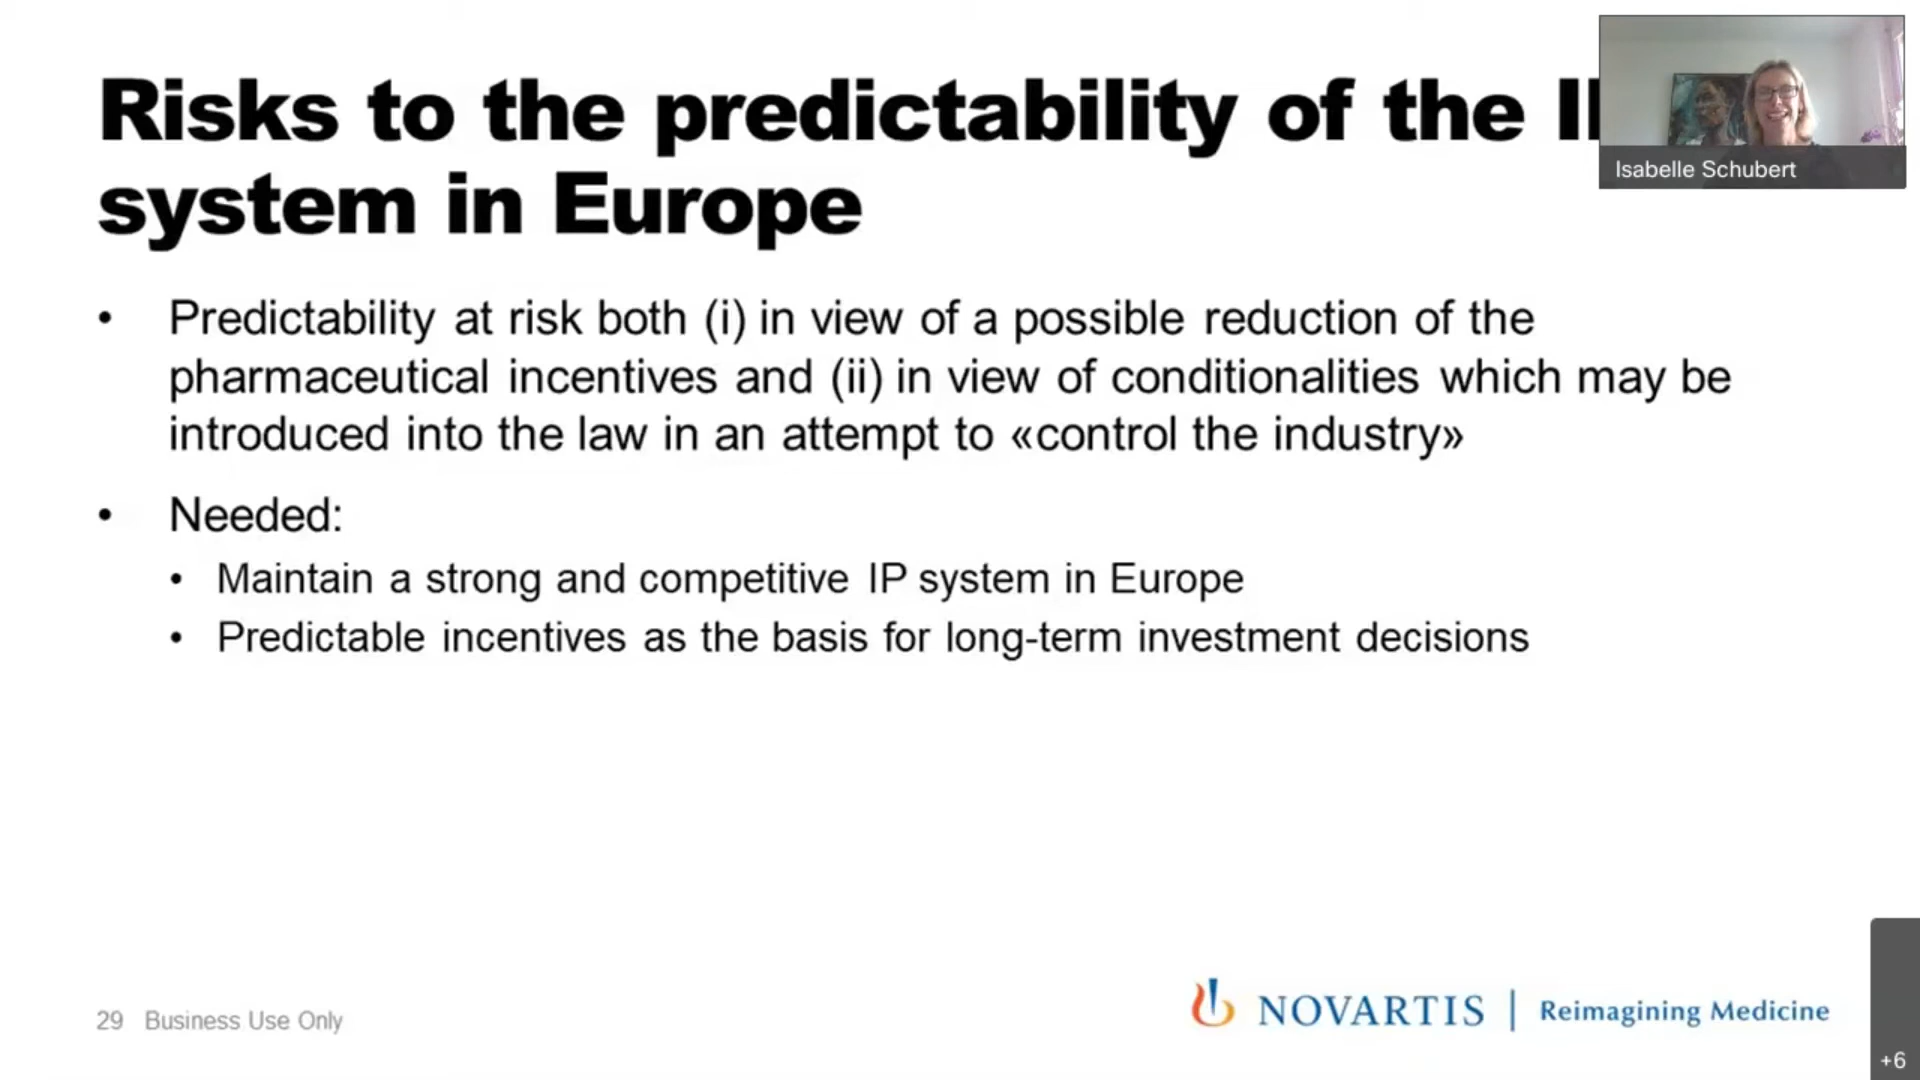 Risks to the predictability of the
system in Europe
Isabelle Schubert
• Predictability at risk both (i) in view of a possible reduction of the
pharmaceutical incentives and (ii) in view of conditionalities which may be
introduced into the law in an attempt to «control the industry»
• Needed:
• Maintain a strong and competitive IP system in Europe
• Predictable incentives as the basis for long-term investment decisions
29 Business Use Only
NOVARTIS | Reimagining Medicine
+6